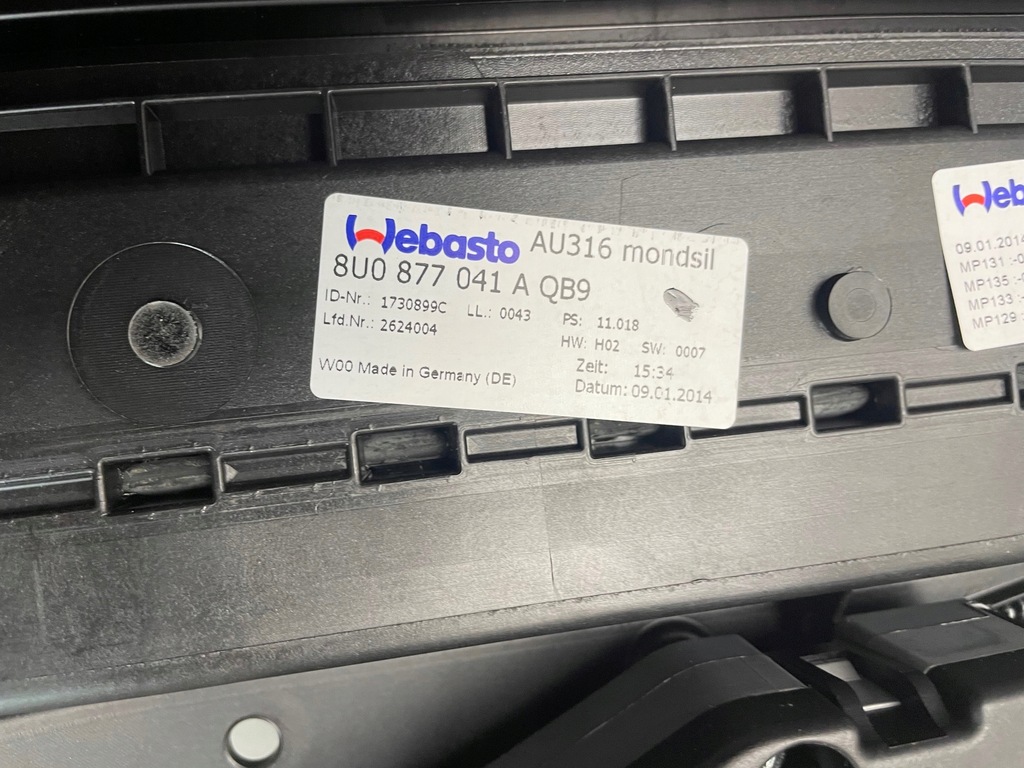 Webasto AU316 mondsil
8U0 877 041 A QB9
ID-Nr.: 1730899C LL.: 0043 PS: 11.018
Lfd.Nr.: 2624004 HW: H02 SW: 0007
Zeit: 15:34
W00 Made in Germany (DE) Datum: 09.01.2014
Web
09.01.2014
MP131 :-0
MP135 :-
MP133 :
MP129 :